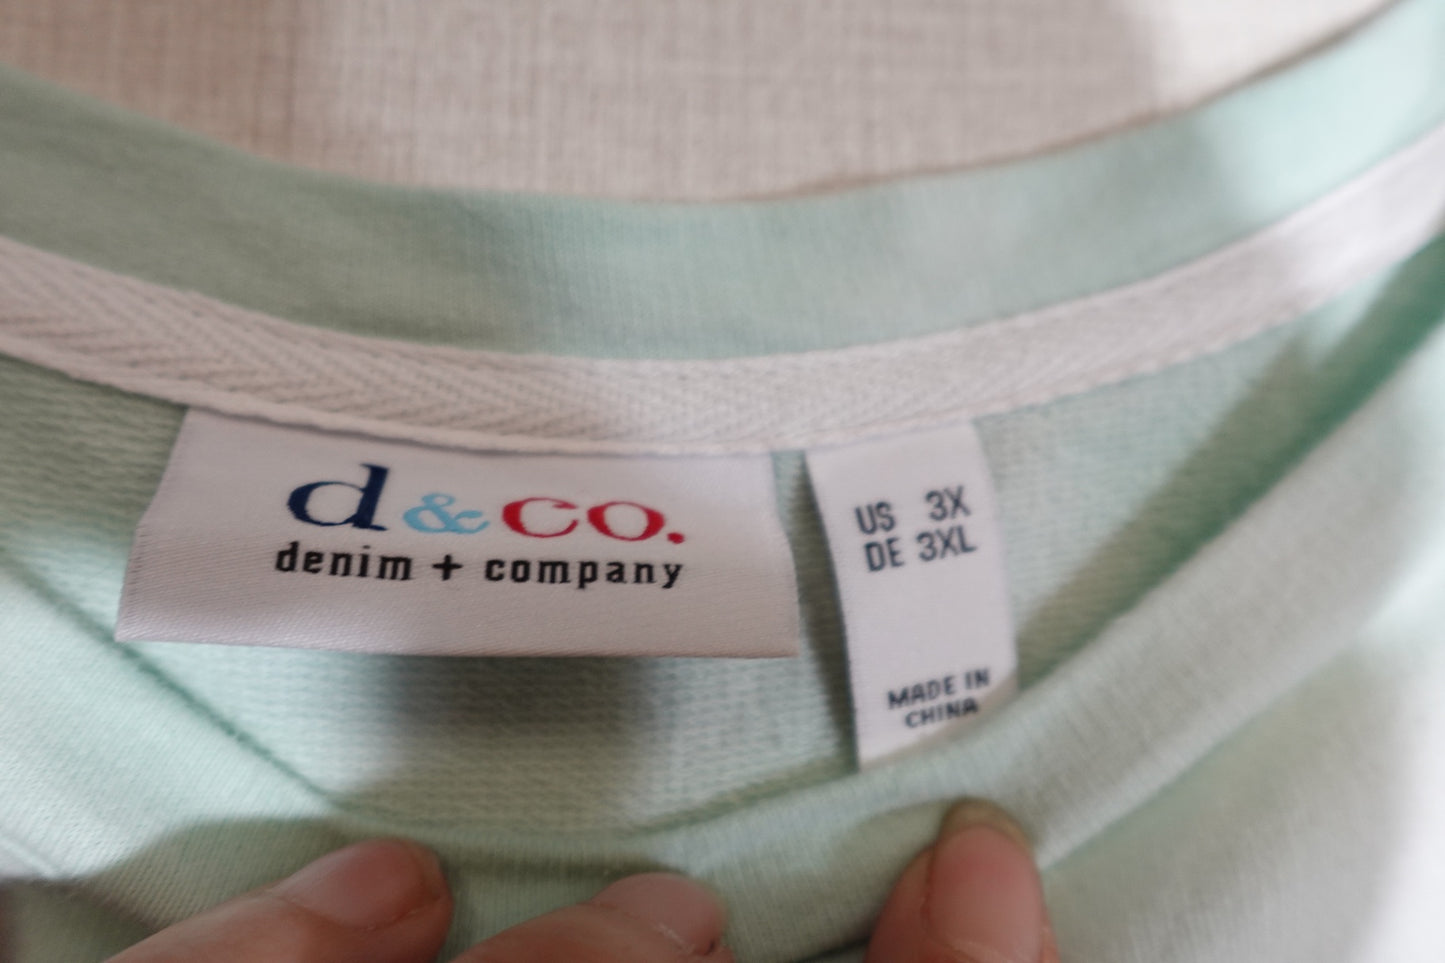 d&co.
denim + company
US 3X
DE 3XL
MADE IN
CHINA